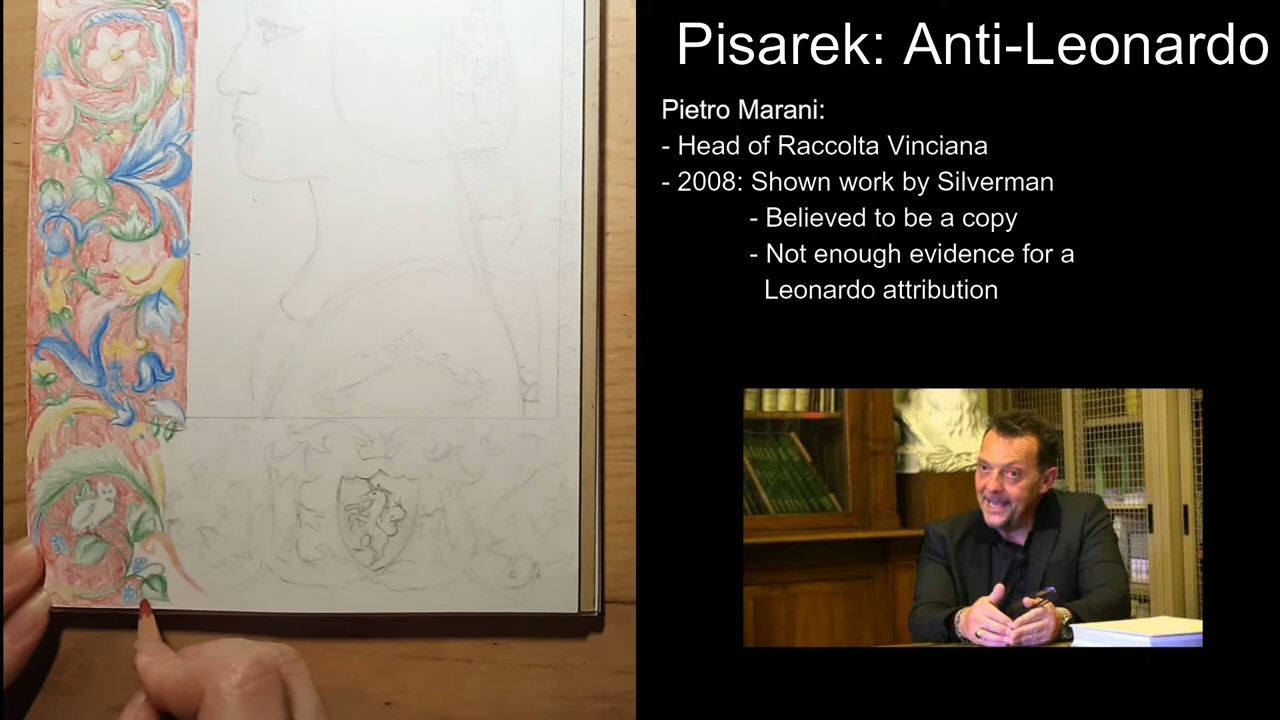 Pisarek: Anti-Leonardo
Pietro Marani:
- Head of Raccolta Vinciana
- 2008: Shown work by Silverman
- Believed to be a copy
- Not enough evidence for a
Leonardo attribution